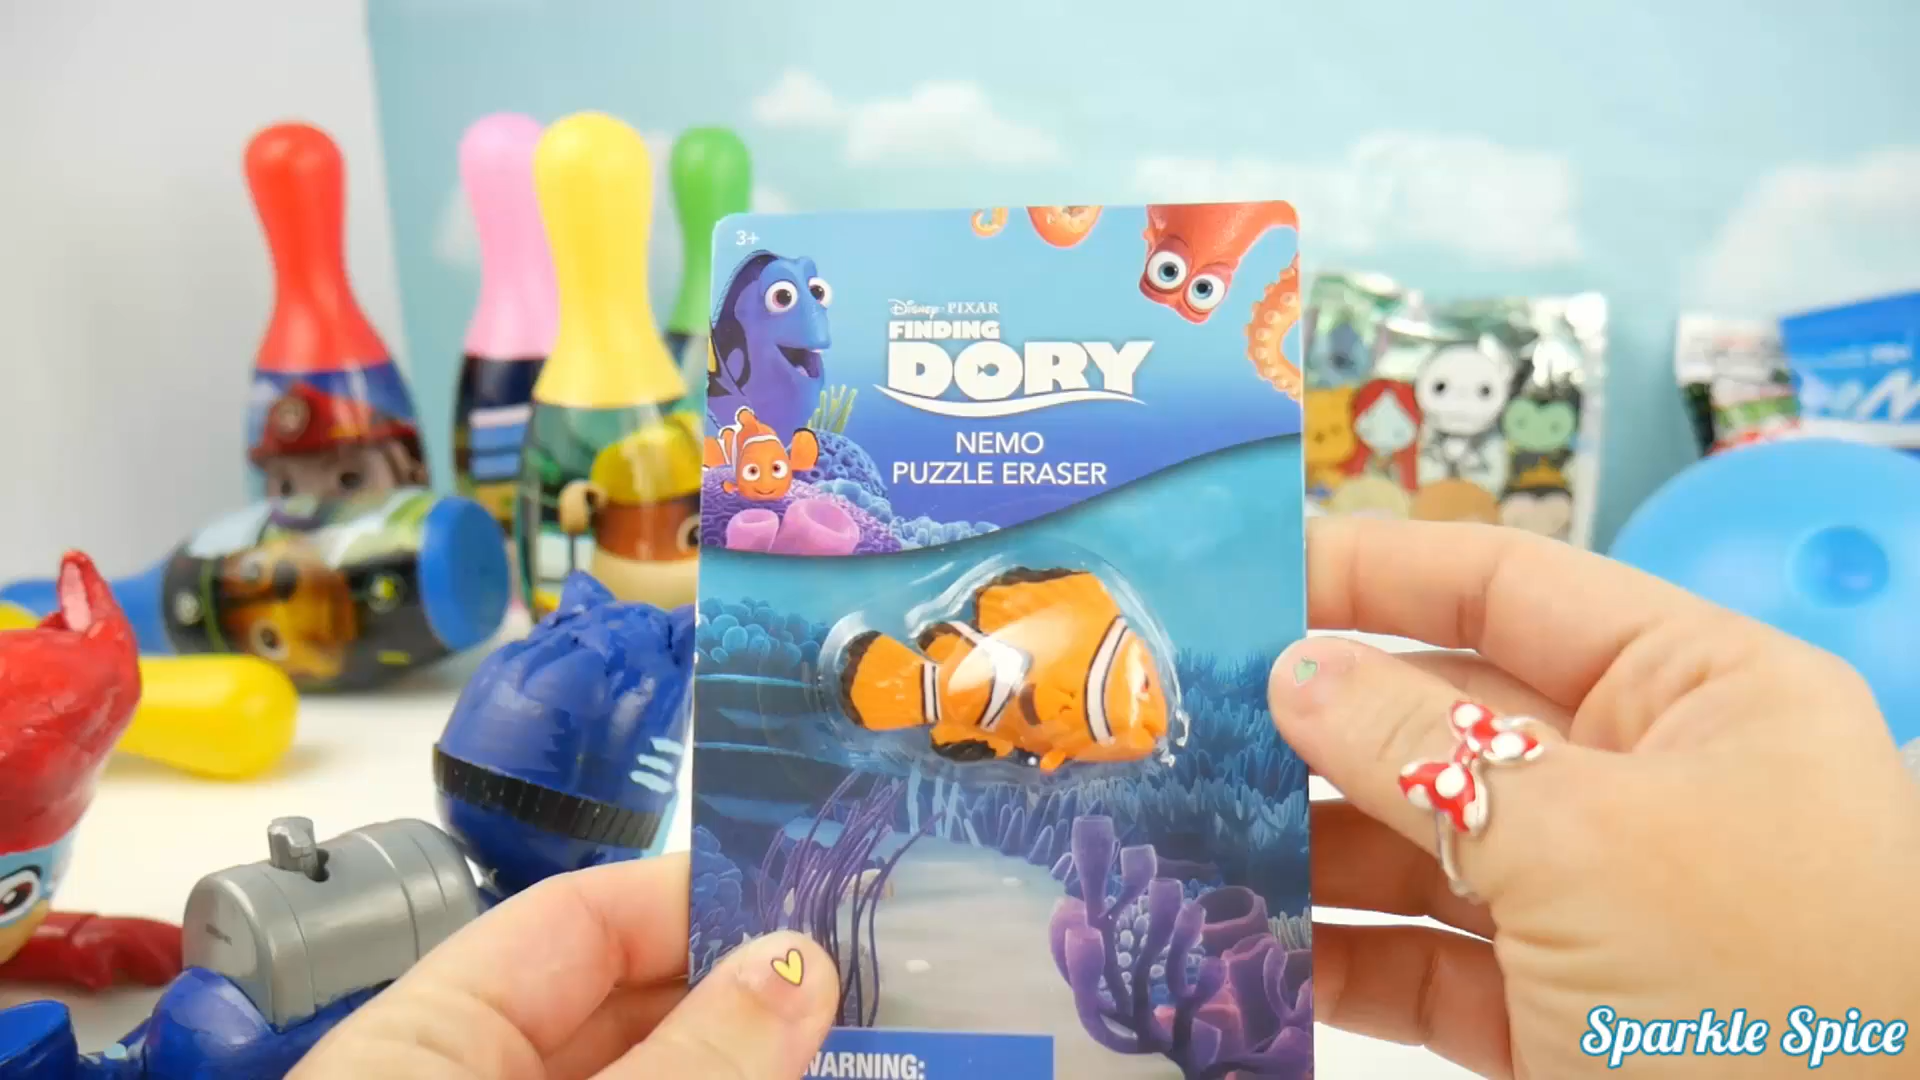 3+
Disney·PIXAR
FINDING
DORY
NEMO
PUZZLE ERASER
WARNING:
Sparkle Spice